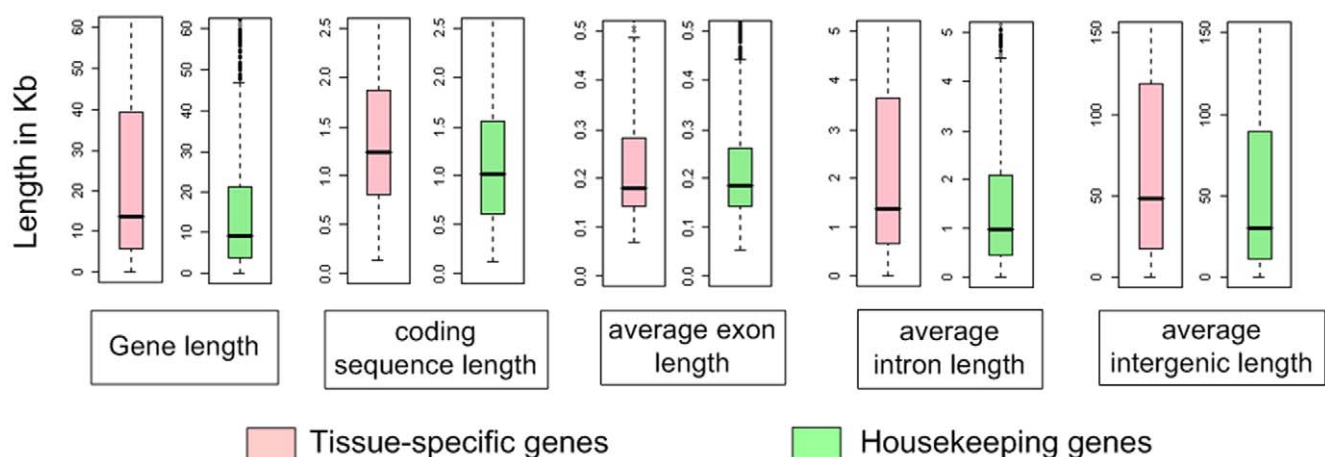 Length in Kb
0 10 20 30 40 50 60
0 10 20 30 40 50 60
0.0 0.5 1.0 1.5 2.0 2.5
0.0 0.5 1.0 1.5 2.0 2.5
0.0 0.1 0.2 0.3 0.4 0.5
0.0 0.1 0.2 0.3 0.4 0.5
0 1 2 3 4 5
0 1 2 3 4 5
0 50 100 150
0 50 100 150
Gene length
coding
sequence length
average exon
length
average
intron length
average
intergenic length
Tissue-specific genes
Housekeeping genes